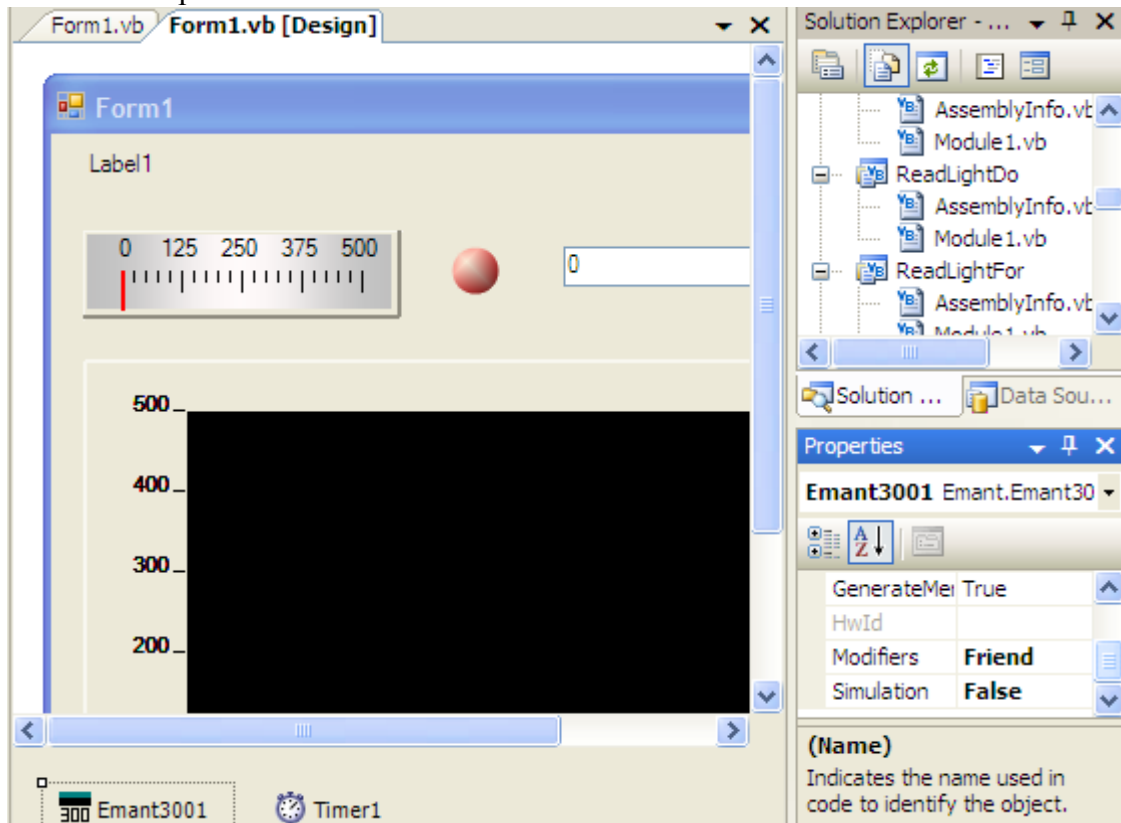 Form1.vb
Form1.vb [Design]
Form1
Label1
0 125 250 375 500
0
500
400
300
200
Emant3001
Timer1
Solution Explorer - ...
AssemblyInfo.vb
Module1.vb
ReadLightDo
AssemblyInfo.vb
Module1.vb
ReadLightFor
AssemblyInfo.vb
Module1.vb
Solution ...
Data Sou...
Properties
Emant3001 Emant.Emant30
GenerateMe True
HwId
Modifiers Friend
Simulation False
(Name)
Indicates the name used in
code to identify the object.